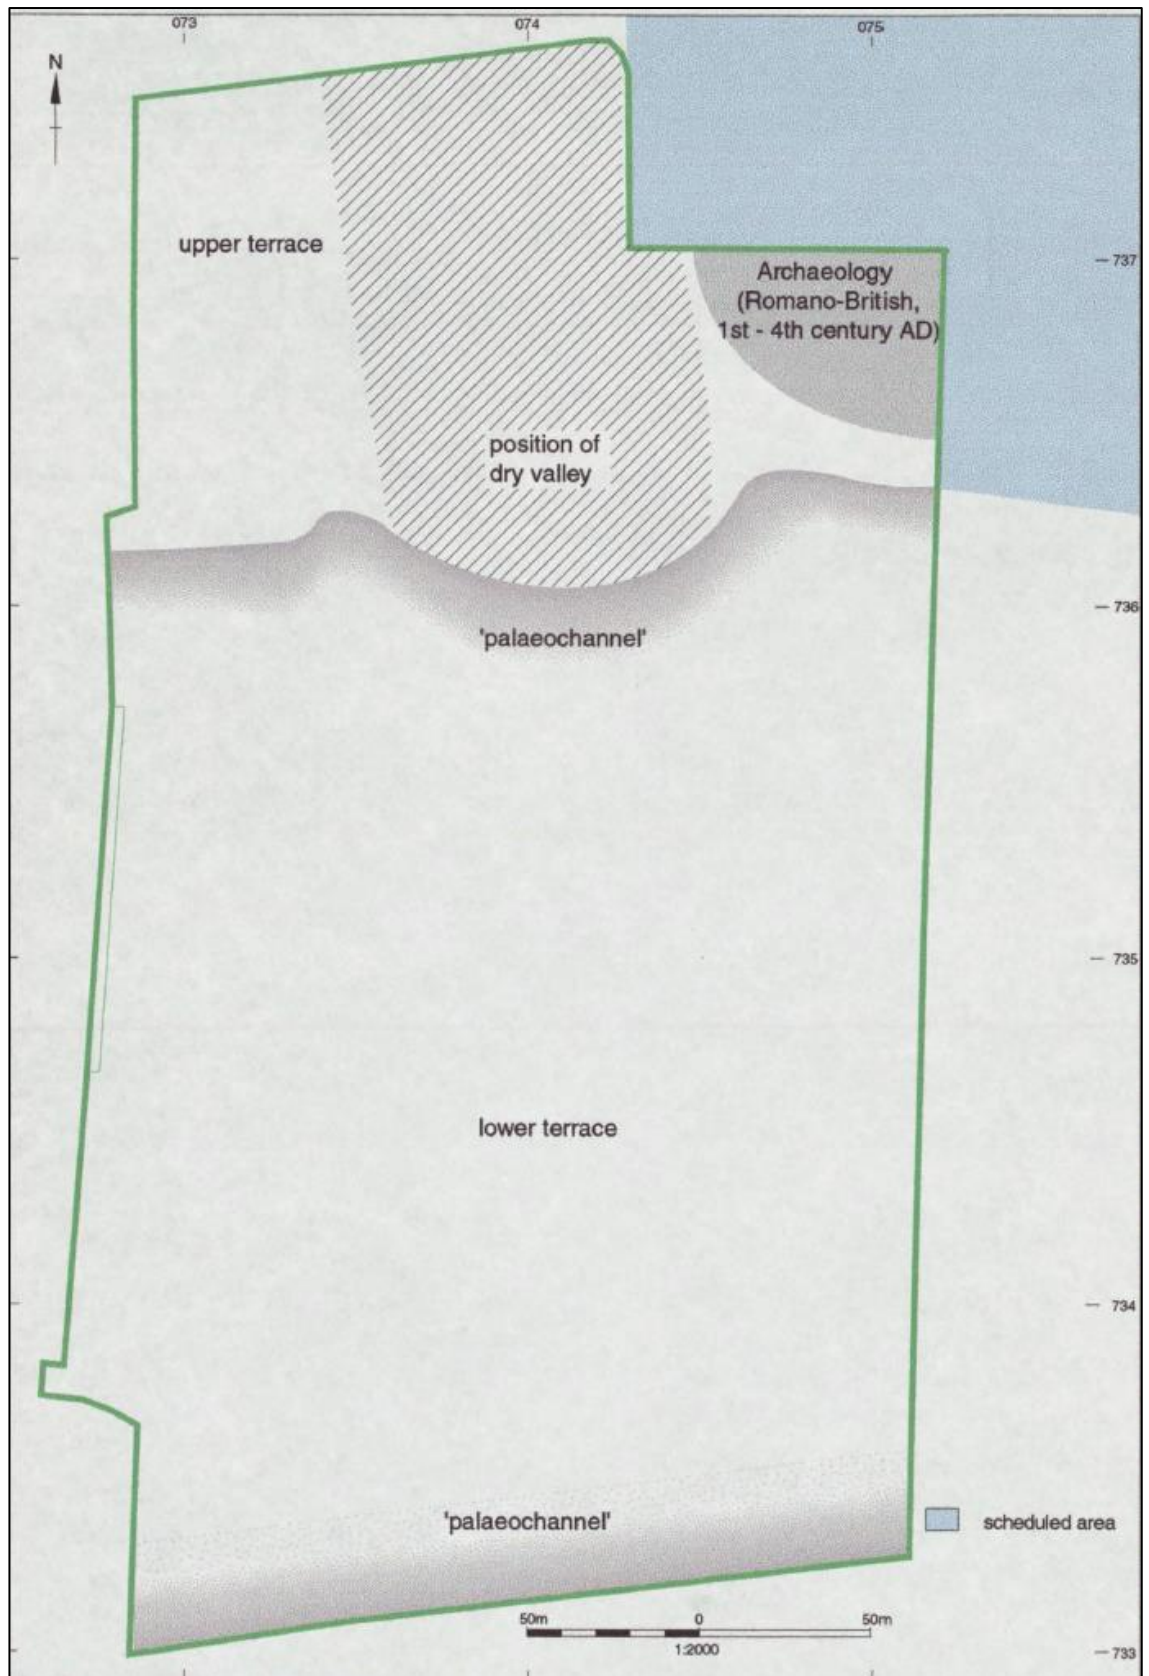 073
074
075
N
upper terrace
737
Archaeology
(Romano-British,
1st - 4th century AD)
position of
dry valley
736
'palaeochannel'
735
lower terrace
734
'palaeochannel'
scheduled area
50m 0 50m
1:2000
733